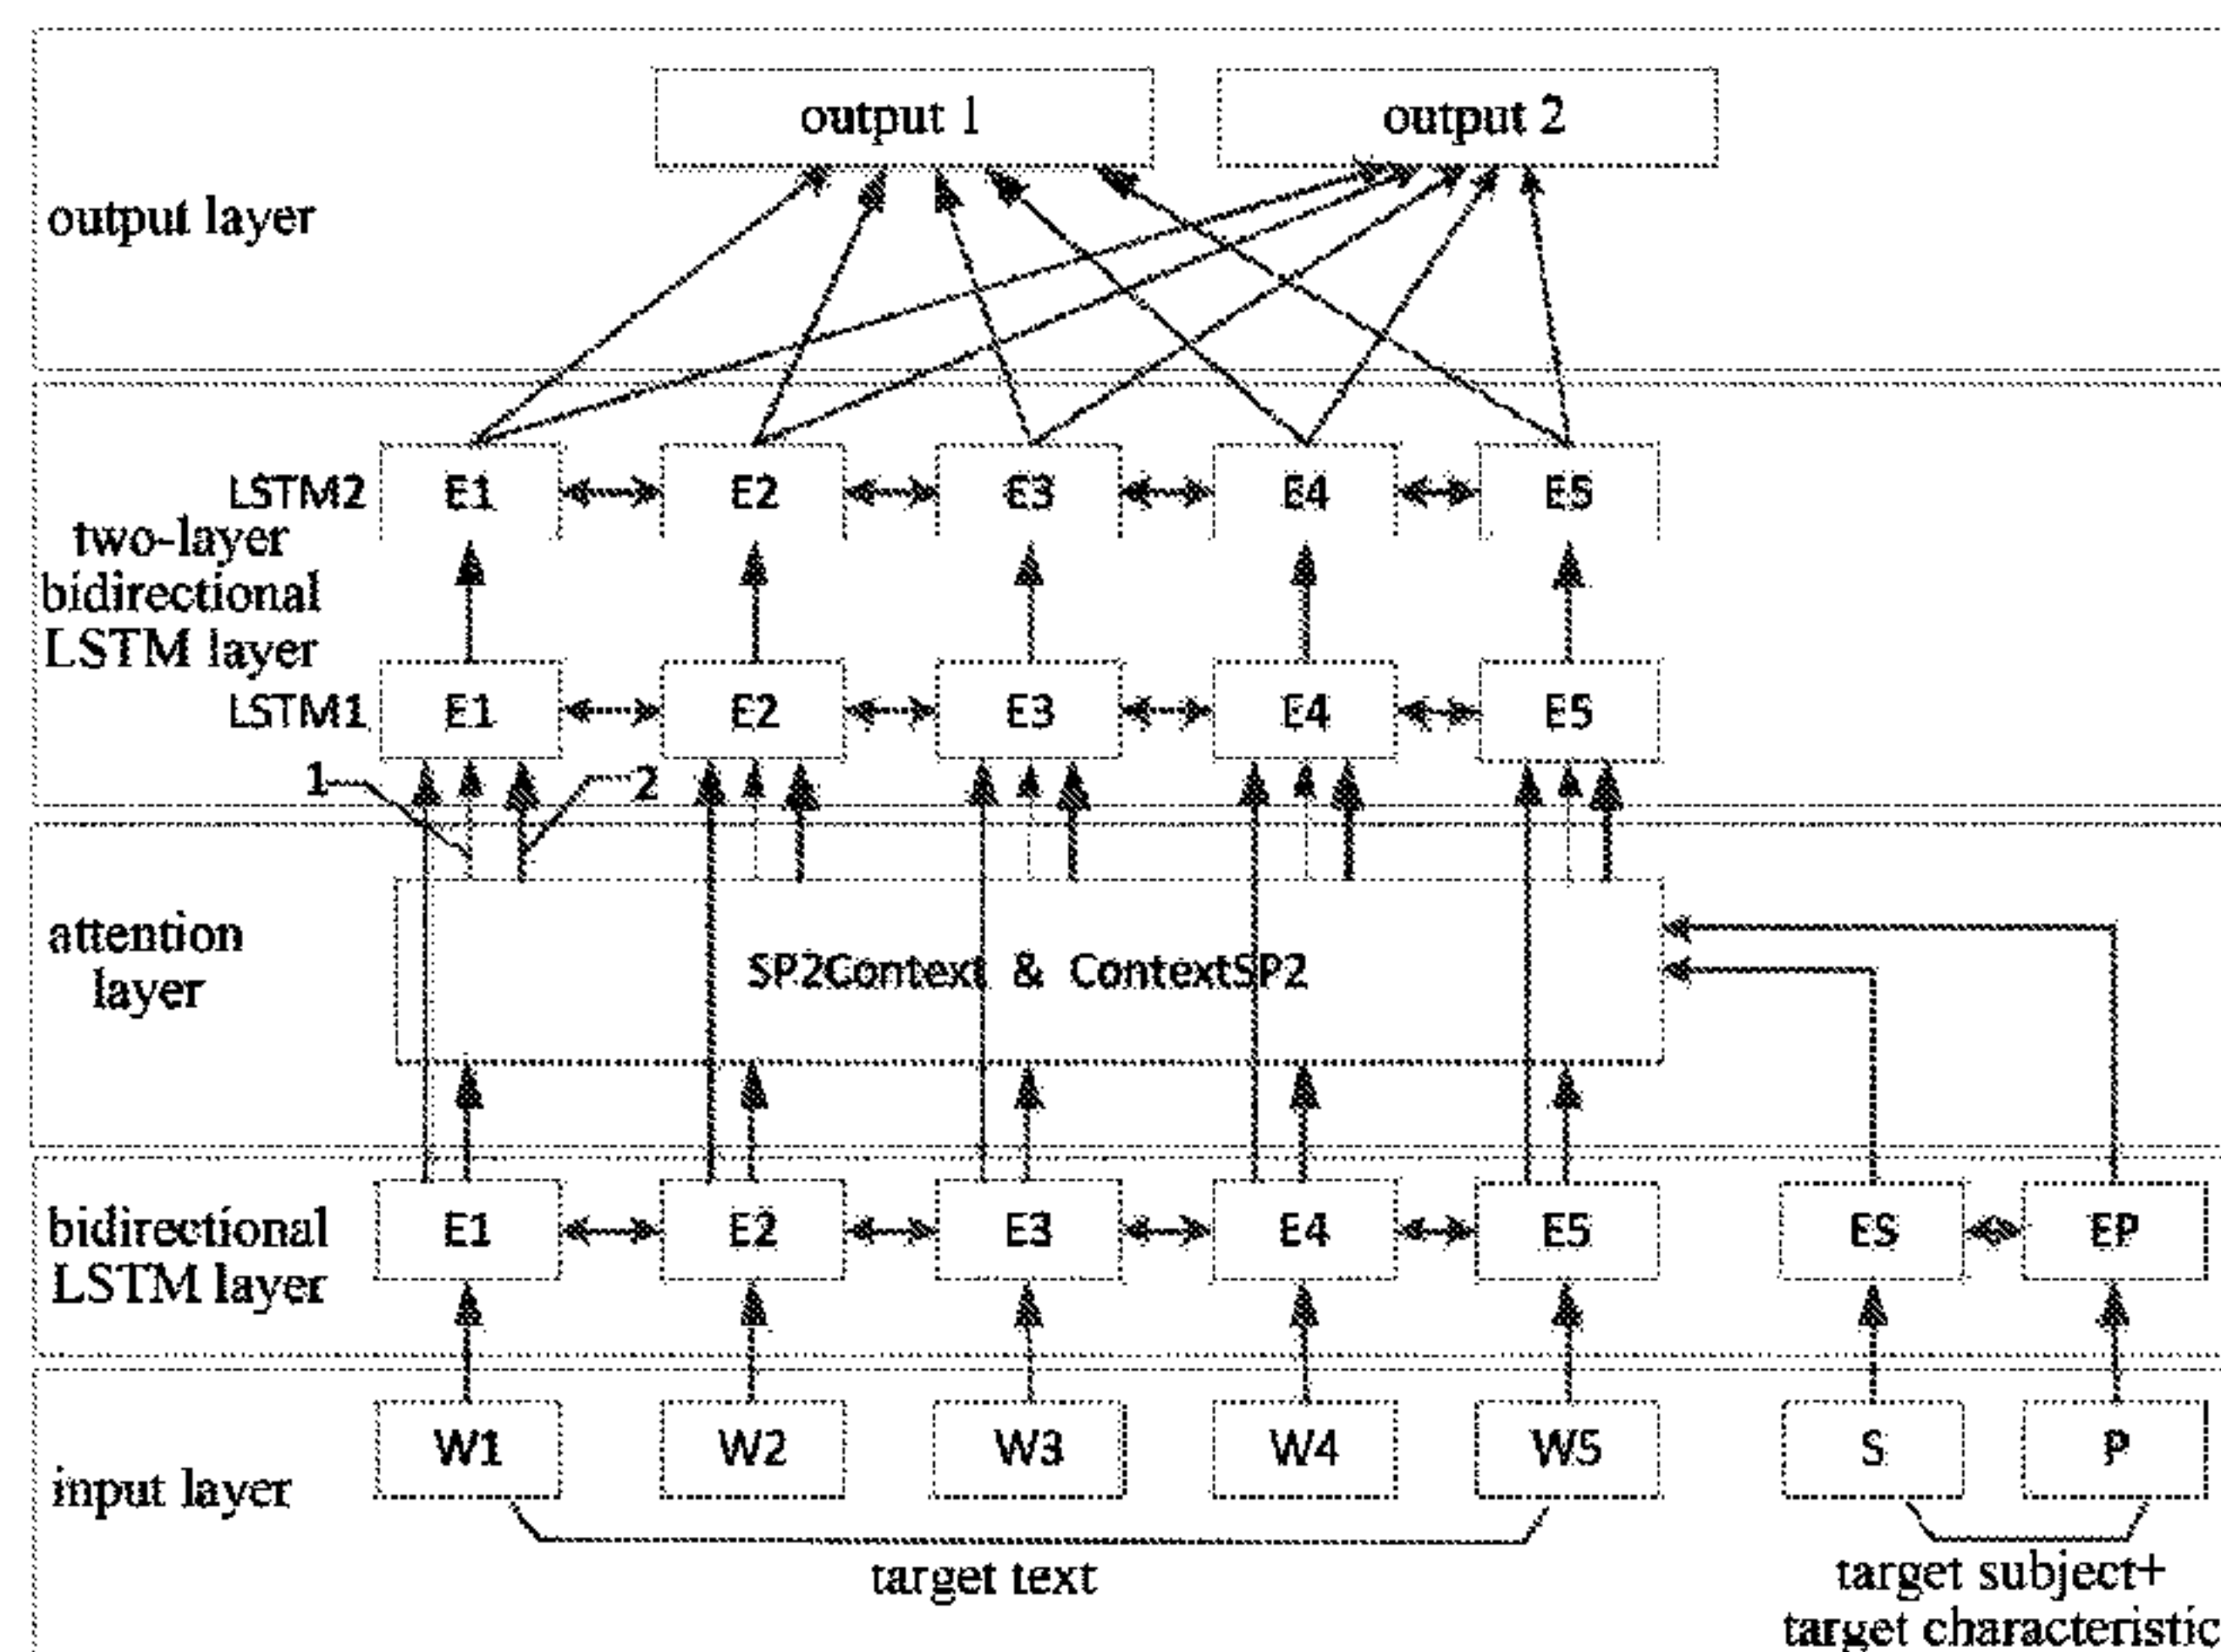 output 1 output 2
output layer
LSTM2 E1 E2 E3 E4 E5
two-layer
bidirectional
LSTM layer
LSTM1 E1 E2 E3 E4 E5
1 2
attention
layer
SP2Context & ContextSP2
bidirectional
LSTM layer
E1 E2 E3 E4 E5 ES EP
W1 W2 W3 W4 W5 S P
input layer
target text
target subject+
target characteristic